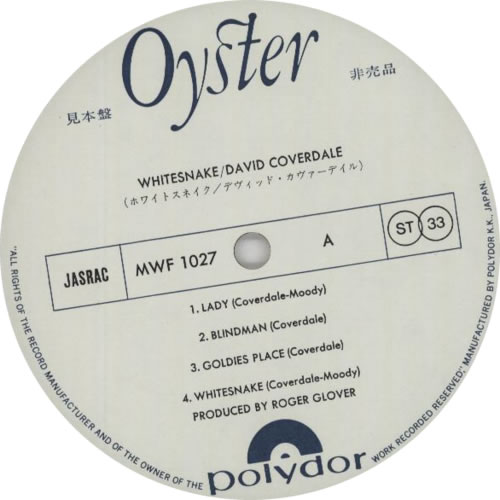 Oyster
見本盤
非売品
WHITESNAKE/DAVID COVERDALE
(ホワイトスネイク/デヴィッド・カヴァーデイル)
JASRAC MWF 1027 A ST 33
1. LADY (Coverdale-Moody)
2. BLINDMAN (Coverdale)
3. GOLDIES PLACE (Coverdale)
4. WHITESNAKE (Coverdale-Moody)
PRODUCED BY ROGER GLOVER
polydor
"ALL RIGHTS OF THE RECORD MANUFACTURER AND OF THE OWNER OF THE WORK RECORDED RESERVED," MANUFACTURED BY POLYDOR K.K. JAPAN.